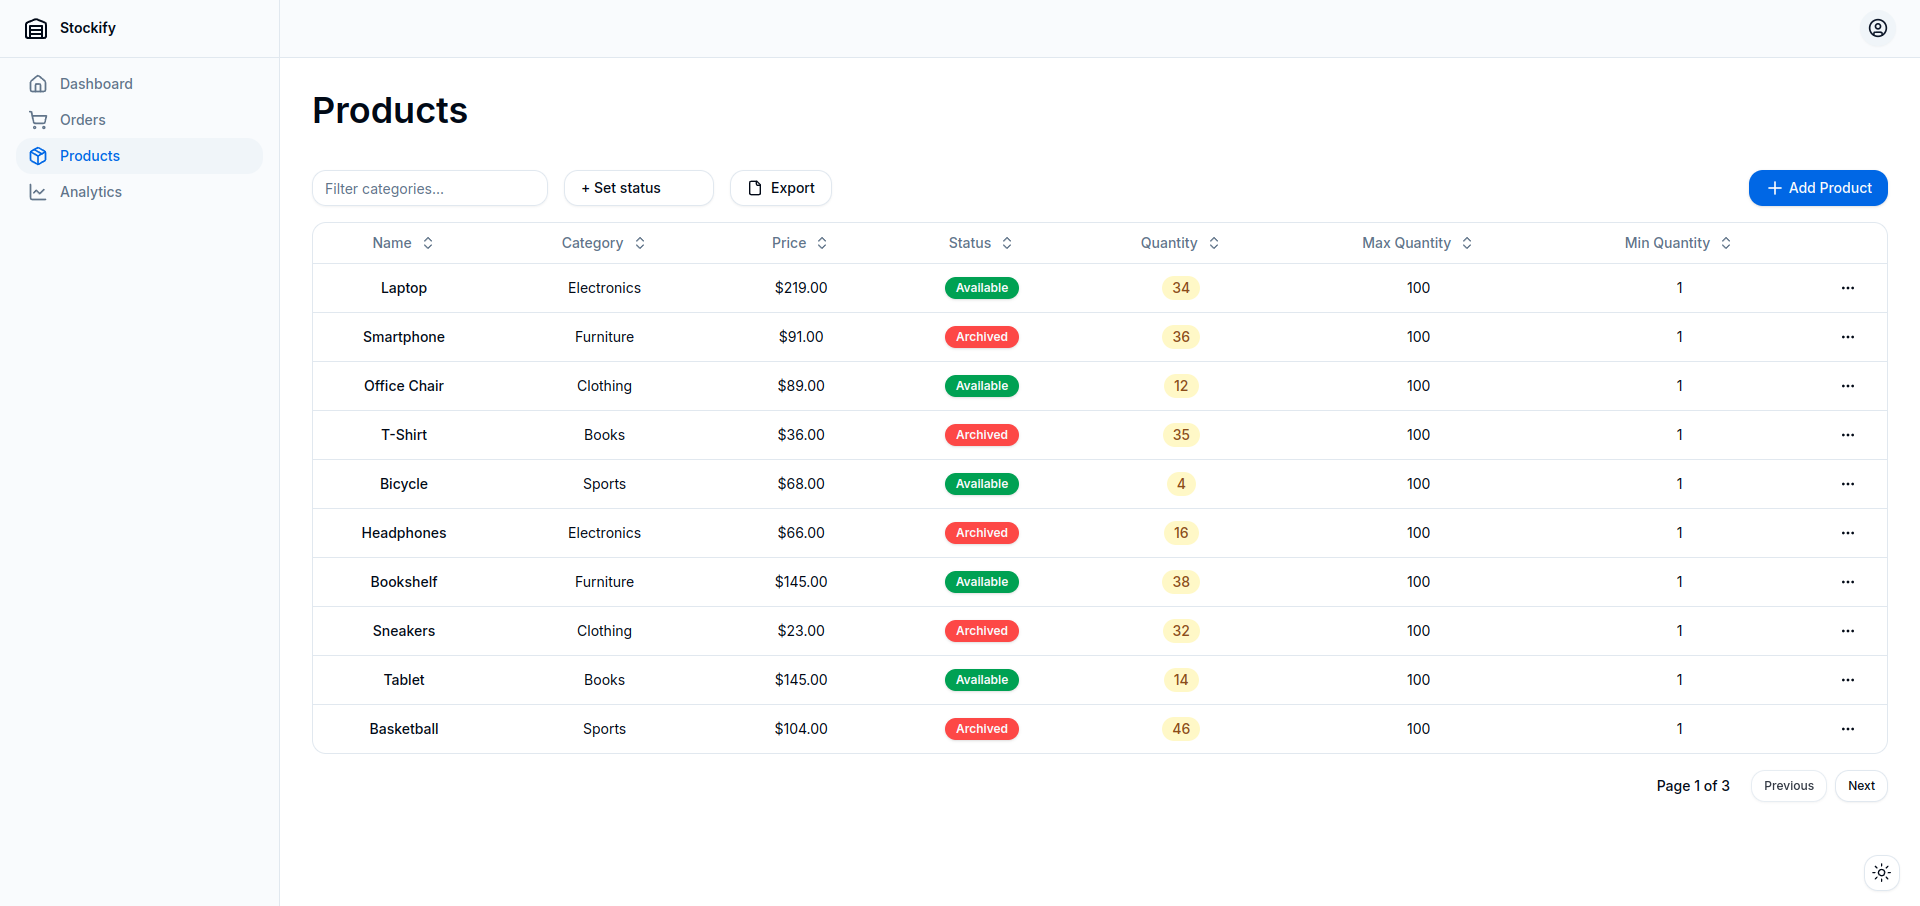 Stockify
Dashboard
Orders
Products
Analytics
Products
Filter categories...
+ Set status
Export
Add Product
Name Category Price Status Quantity Max Quantity Min Quantity
Laptop Electronics $219.00 Available 34 100 1
Smartphone Furniture $91.00 Archived 36 100 1
Office Chair Clothing $89.00 Available 12 100 1
T-Shirt Books $36.00 Archived 35 100 1
Bicycle Sports $68.00 Available 4 100 1
Headphones Electronics $66.00 Archived 16 100 1
Bookshelf Furniture $145.00 Available 38 100 1
Sneakers Clothing $23.00 Archived 32 100 1
Tablet Books $145.00 Available 14 100 1
Basketball Sports $104.00 Archived 46 100 1
Page 1 of 3 Previous Next